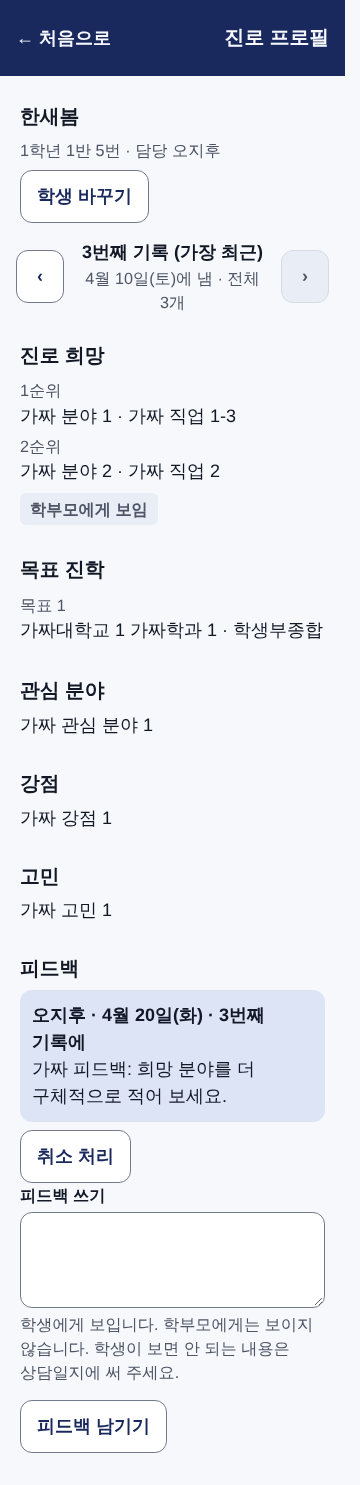 ← 처음으로
진로 프로필
한새봄
1학년 1반 5번 · 담당 오지후
학생 바꾸기
‹
3번째 기록 (가장 최근)
4월 10일(토)에 냄 · 전체
3개
›
진로 희망
1순위
가짜 분야 1 · 가짜 직업 1-3
2순위
가짜 분야 2 · 가짜 직업 2
학부모에게 보임
목표 진학
목표 1
가짜대학교 1 가짜학과 1 · 학생부종합
관심 분야
가짜 관심 분야 1
강점
가짜 강점 1
고민
가짜 고민 1
피드백
오지후 · 4월 20일(화) · 3번째
기록에
가짜 피드백: 희망 분야를 더
구체적으로 적어 보세요.
취소 처리
피드백 쓰기
학생에게 보입니다. 학부모에게는 보이지
않습니다. 학생이 보면 안 되는 내용은
상담일지에 써 주세요.
피드백 남기기